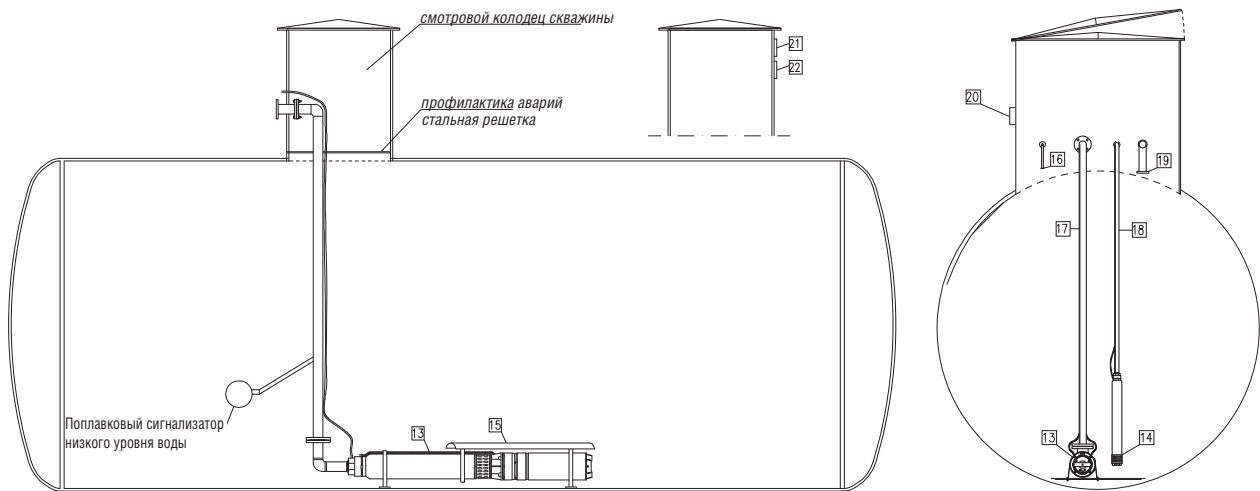 смотровой колодец скважины
профилактика аварий
стальная решетка
Поплавковый сигнализатор
низкого уровня воды
13
15
21
22
20
16
19
17
18
13
14